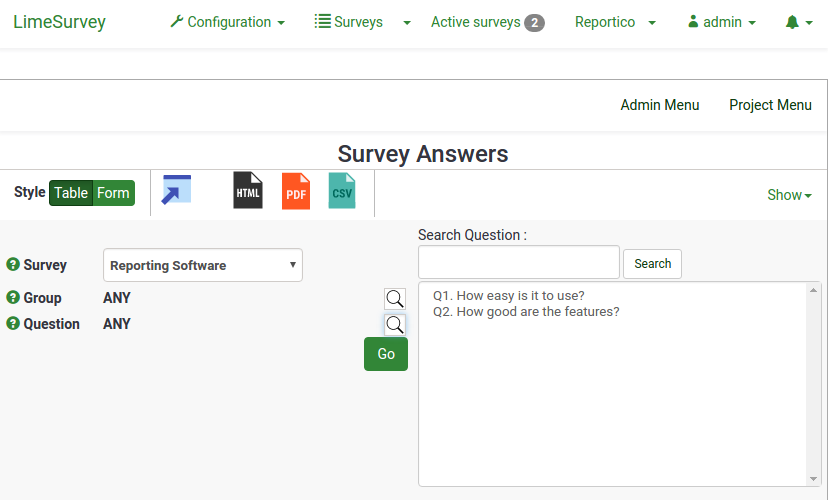 LimeSurvey Configuration Surveys Active surveys 2 Reportico admin
Admin Menu Project Menu
Survey Answers
Style Table Form HTML PDF CSV Show
Search Question :
Survey Reporting Software Search
Group ANY
Question ANY
Go
Q1. How easy is it to use?
Q2. How good are the features?